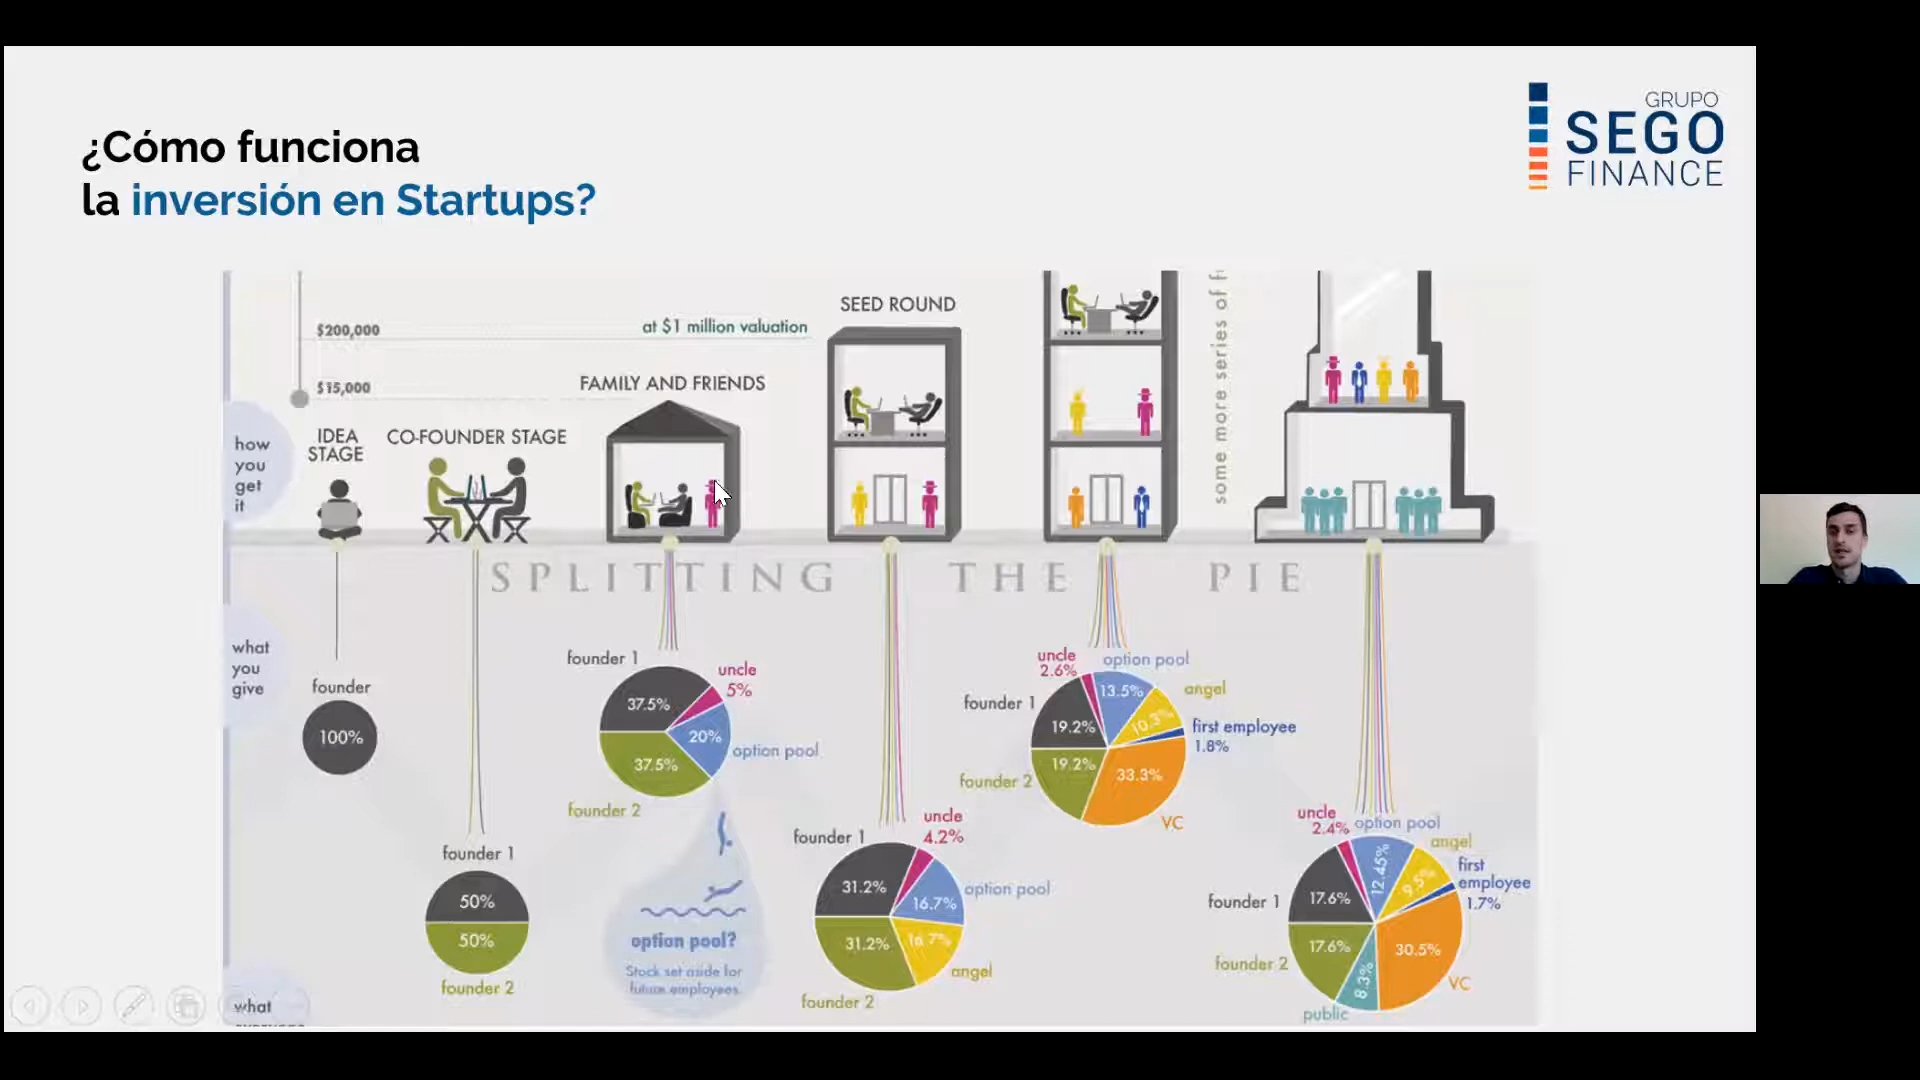 ¿Cómo funciona
la inversión en Startups?
GRUPO
SEGO
FINANCE
$200,000
at $1 million valuation
$15,000
how
you
get
it
IDEA
STAGE
CO-FOUNDER STAGE
FAMILY AND FRIENDS
SEED ROUND
some more series of
SPLITTING THE PIE
what
you
give
founder
100%
founder 1
50%
50%
founder 2
founder 1
uncle
5%
37.5%
20%
option pool
37.5%
founder 2
option pool?
Stock set aside for
future employees.
founder 1
uncle
4.2%
31.2%
option pool
16.7%
31.2%
16.7%
angel
founder 2
uncle
2.6%
option pool
13.5%
angel
founder 1
10.3%
first employee
1.8%
19.2%
19.2%
founder 2
33.3%
VC
uncle
2.4%
option pool
angel
12.45%
9.5%
first
employee
1.7%
founder 1
17.6%
17.6%
founder 2
30.5%
8.3%
VC
public
what